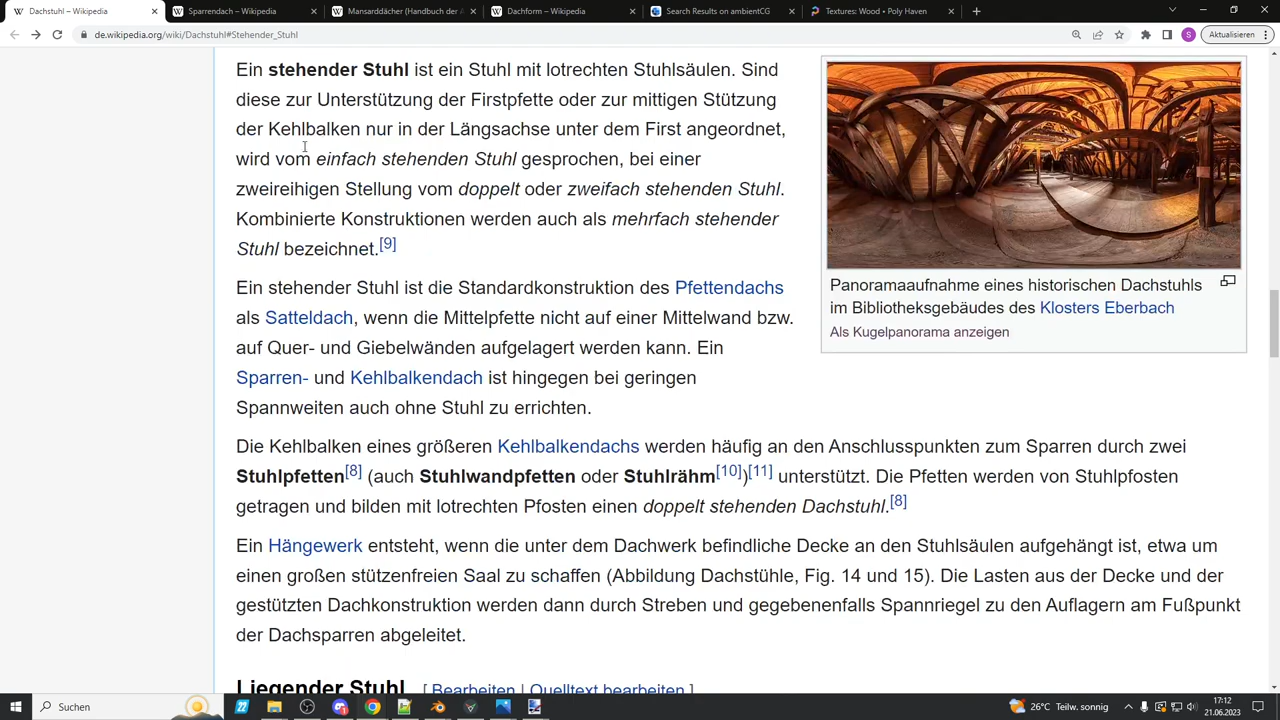 Dachstuhl – Wikipedia
Sparrendach – Wikipedia
Mansarddächer (Handbuch der A
Dachform – Wikipedia
Search Results on ambientCG
Textures: Wood • Poly Haven
de.wikipedia.org/wiki/Dachstuhl#Stehender_Stuhl
S
Aktualisieren
Ein stehender Stuhl ist ein Stuhl mit lotrechten Stuhlsäulen. Sind
diese zur Unterstützung der Firstpfette oder zur mittigen Stützung
der Kehlbalken nur in der Längsachse unter dem First angeordnet,
wird vom einfach stehenden Stuhl gesprochen, bei einer
zweireihigen Stellung vom doppelt oder zweifach stehenden Stuhl.
Kombinierte Konstruktionen werden auch als mehrfach stehender
Stuhl bezeichnet.[9]
Panoramaaufnahme eines historischen Dachstuhls
im Bibliotheksgebäudes des Klosters Eberbach
Als Kugelpanorama anzeigen
Ein stehender Stuhl ist die Standardkonstruktion des Pfettendachs
als Satteldach, wenn die Mittelpfette nicht auf einer Mittelwand bzw.
auf Quer- und Giebelwänden aufgelagert werden kann. Ein
Sparren- und Kehlbalkendach ist hingegen bei geringen
Spannweiten auch ohne Stuhl zu errichten.
Die Kehlbalken eines größeren Kehlbalkendachs werden häufig an den Anschlusspunkten zum Sparren durch zwei
Stuhlpfetten[8] (auch Stuhlwandpfetten oder Stuhlrähm[10])[11] unterstützt. Die Pfetten werden von Stuhlpfosten
getragen und bilden mit lotrechten Pfosten einen doppelt stehenden Dachstuhl.[8]
Ein Hängewerk entsteht, wenn die unter dem Dachwerk befindliche Decke an den Stuhlsäulen aufgehängt ist, etwa um
einen großen stützenfreien Saal zu schaffen (Abbildung Dachstühle, Fig. 14 und 15). Die Lasten aus der Decke und der
gestützten Dachkonstruktion werden dann durch Streben und gegebenenfalls Spannriegel zu den Auflagern am Fußpunkt
der Dachsparren abgeleitet.
Liegender Stuhl [ Bearbeiten | Quelltext bearbeiten ]
Suchen
26°C Teilw. sonnig
17:12
21.06.2023